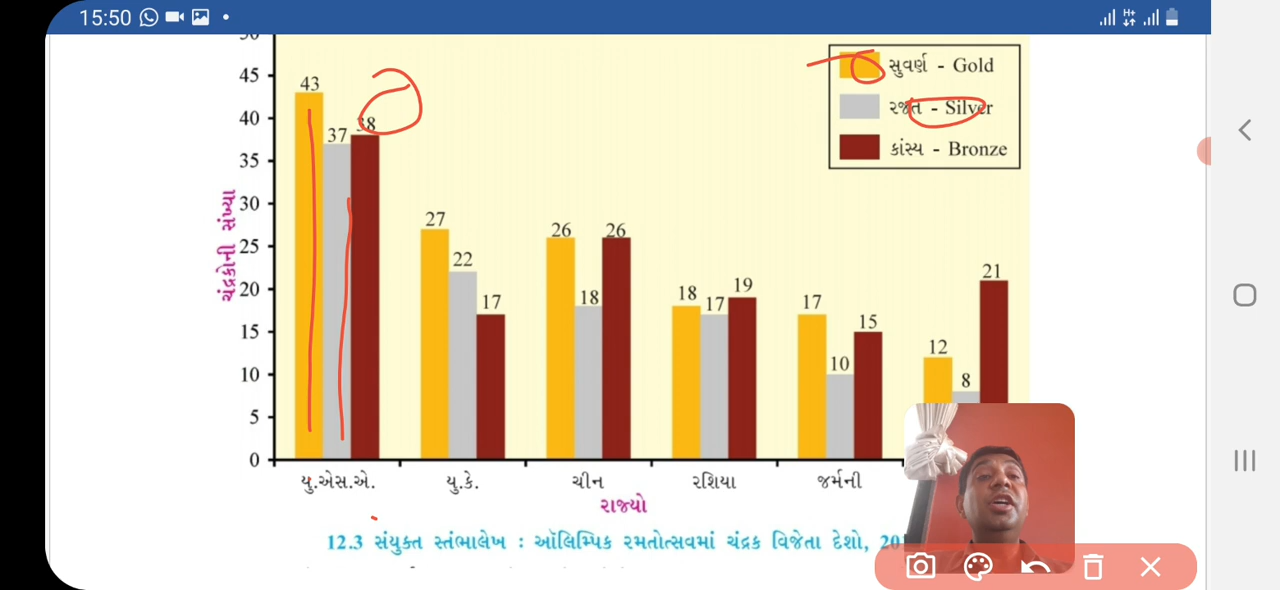 15:50
50
45
40
35
30
25
20
15
10
5
0
ચંદ્રકોની સંખ્યા
43 37 38
27 22 17
26 18 26
18 17 19
17 10 15
12 8 21
સુવર્ણ - Gold
રજત - Silver
કાંસ્ય - Bronze
યુ.એસ.એ. યુ.કે. ચીન રશિયા જર્મની
રાજ્યો
12.3 સંયુક્ત સ્તંભાલેખ : ઑલિમ્પિક રમતોત્સવમાં ચંદ્રક વિજેતા દેશો, 20